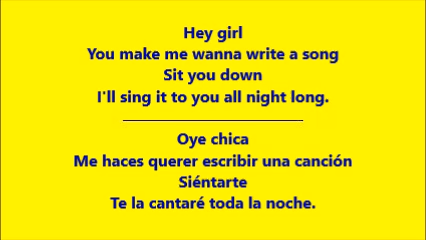 Hey girl
You make me wanna write a song
Sit you down
I'll sing it to you all night long.
Oye chica
Me haces querer escribir una canción
Siéntarte
Te la cantaré toda la noche.